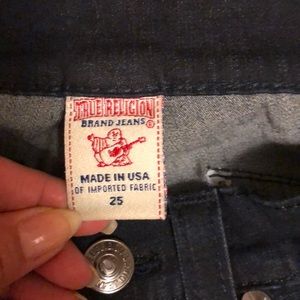 TRUE RELIGION
BRAND JEANS ®
MADE IN USA
OF IMPORTED FABRIC
25